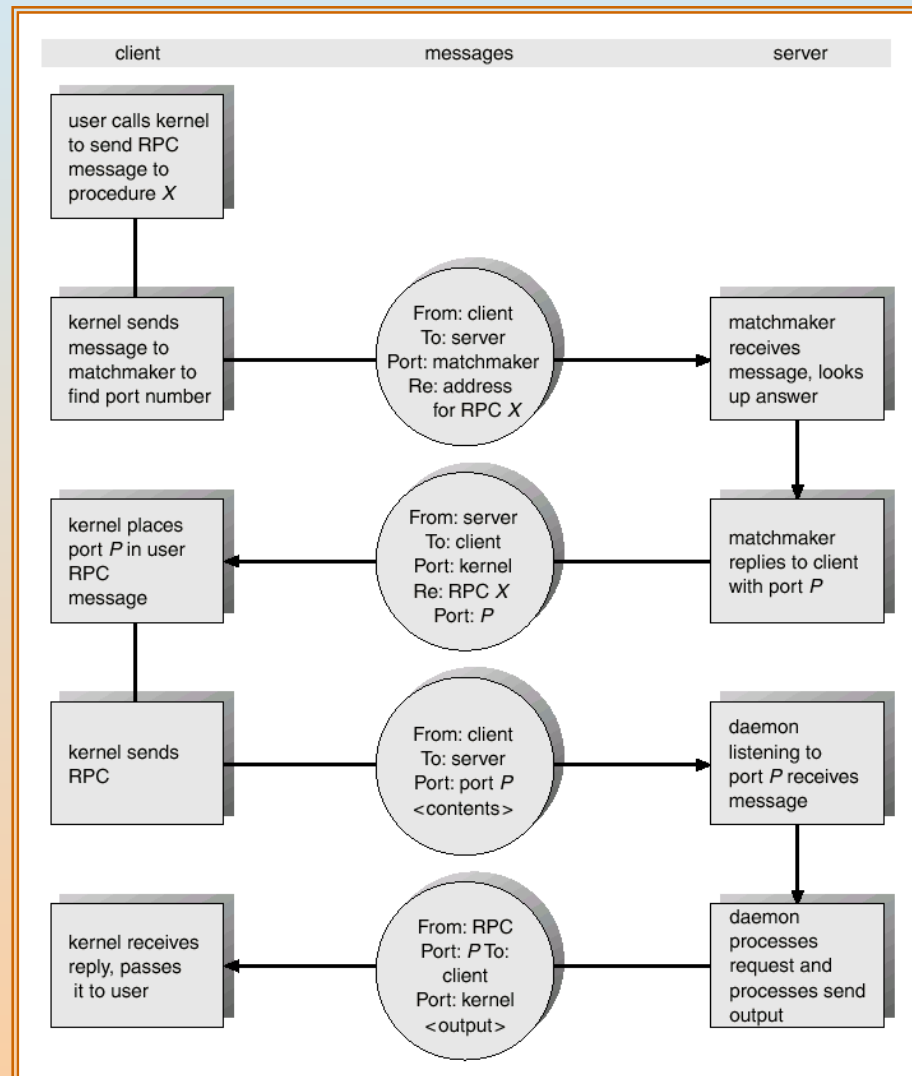 client
messages
server
user calls kernel
to send RPC
message to
procedure X
kernel sends
message to
matchmaker to
find port number
From: client
To: server
Port: matchmaker
Re: address
for RPC X
matchmaker
receives
message, looks
up answer
kernel places
port P in user
RPC
message
From: server
To: client
Port: kernel
Re: RPC X
Port: P
matchmaker
replies to client
with port P
kernel sends
RPC
From: client
To: server
Port: port P
<contents>
daemon
listening to
port P receives
message
kernel receives
reply, passes
it to user
From: RPC
Port: P To:
client
Port: kernel
<output>
daemon
processes
request and
processes send
output